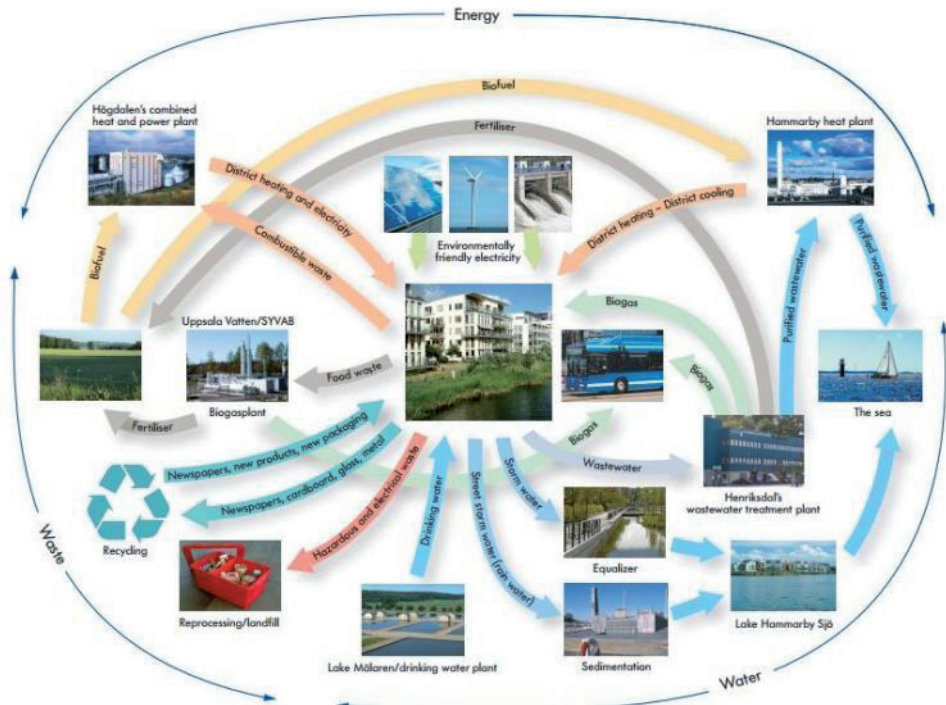 Energy
Biofuel
Högdalen's combined
heat and power plant
Fertiliser
Hammarby heat plant
District heating and electricity
Combustible waste
Environmentally
friendly electricity
District heating – District cooling
Biofuel
Purified wastewater
Purified wastewater
Uppsala Vatten/SYVAB
Biogas
Biogas
Food waste
Biogasplant
The sea
Fertiliser
Biogas
Newspapers, new products, new packaging
Newspapers, cardboard, glass, metal
Wastewater
Henriksdal's
wastewater treatment plant
Storm water
Street storm water (rain water)
Drinking water
Hazardous and electrical waste
Waste
Recycling
Equalizer
Reprocessing/landfill
Lake Hammarby Sjö
Lake Mälaren/drinking water plant
Sedimentation
Water